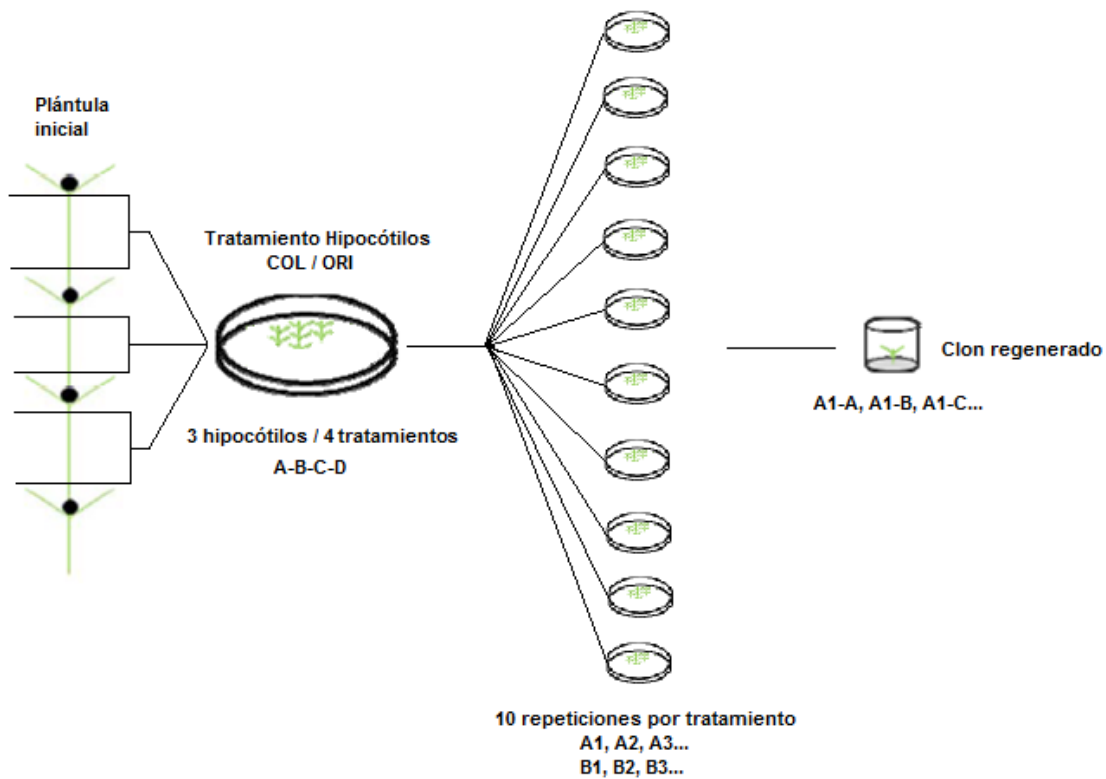 Plántula
inicial
Tratamiento Hipocótilos
COL / ORI
3 hipocótilos / 4 tratamientos
A-B-C-D
10 repeticiones por tratamiento
A1, A2, A3...
B1, B2, B3...
Clon regenerado
A1-A, A1-B, A1-C...